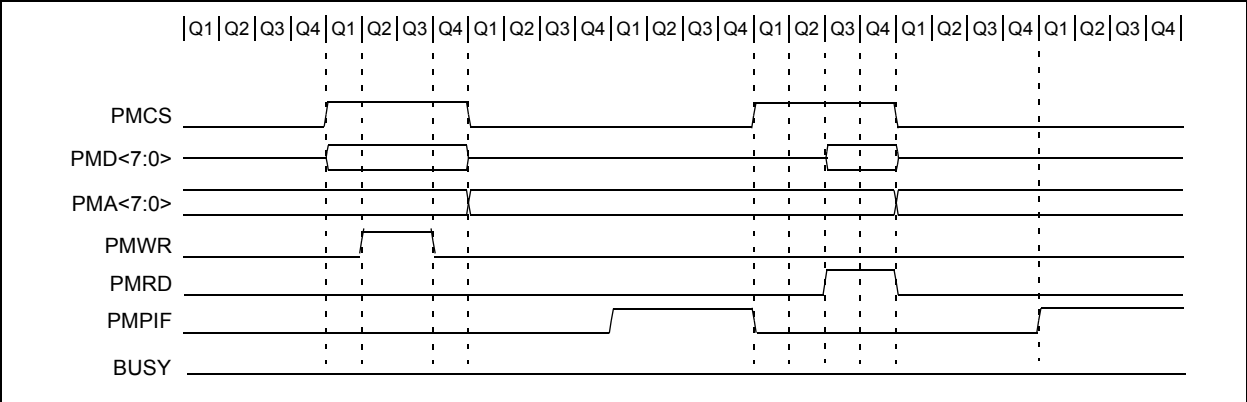 Q1 Q2 Q3 Q4 Q1 Q2 Q3 Q4 Q1 Q2 Q3 Q4 Q1 Q2 Q3 Q4 Q1 Q2 Q3 Q4 Q1 Q2 Q3 Q4 Q1 Q2 Q3 Q4
PMCS
PMD<7:0>
PMA<7:0>
PMWR
PMRD
PMPIF
BUSY